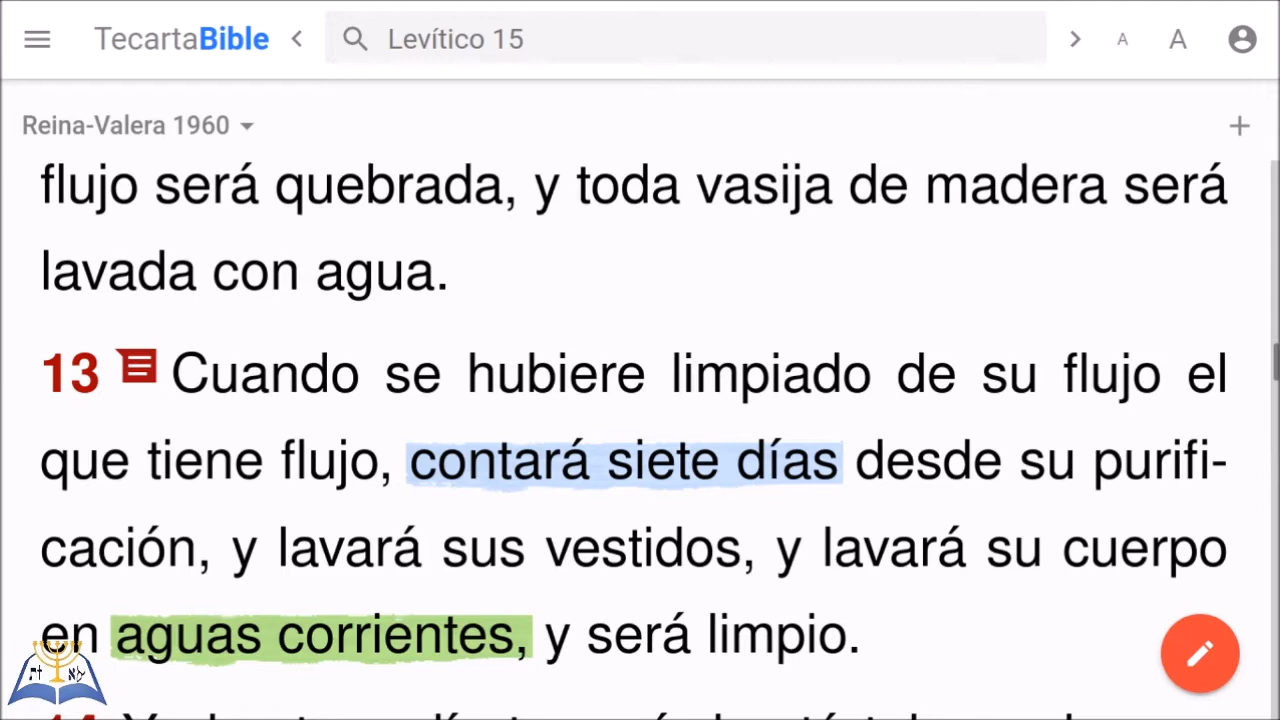 TecartaBible
Levítico 15
A A
Reina-Valera 1960
flujo será quebrada, y toda vasija de madera será
lavada con agua.
13 Cuando se hubiere limpiado de su flujo el
que tiene flujo, contará siete días desde su purifi-
cación, y lavará sus vestidos, y lavará su cuerpo
en aguas corrientes, y será limpio.